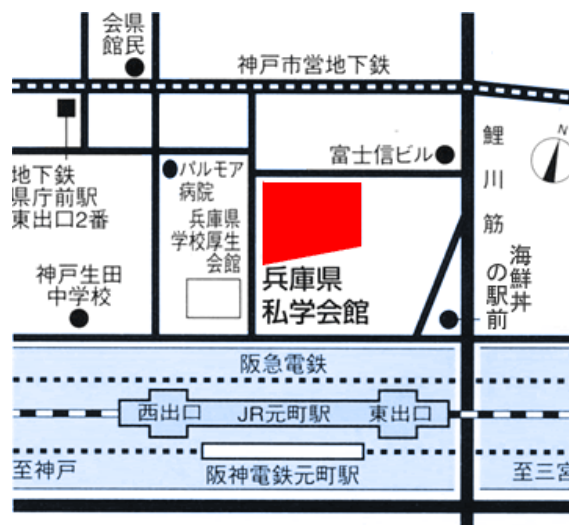 会県
館民
神戸市営地下鉄
富士信ビル
鯉川筋
N
パルモア
病院
地下鉄
県庁前駅
東出口2番
兵庫県
学校厚生
会館
神戸生田
中学校
兵庫県
私学会館
海鮮丼
の駅前
阪急電鉄
西出口
JR元町駅
東出口
至神戸
阪神電鉄元町駅
至三宮